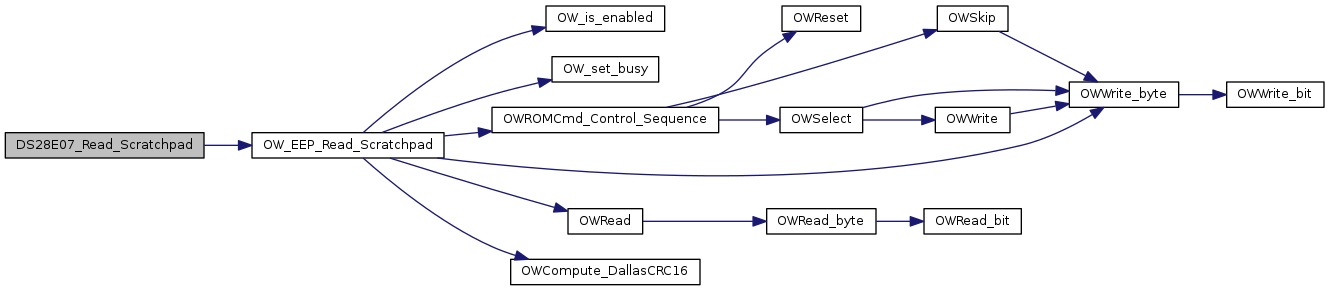 OW_is_enabled
OWReset
OWSkip
OW_set_busy
OWWrite_byte
OWWrite_bit
OWROMCmd_Control_Sequence
OWSelect
OWWrite
DS28E07_Read_Scratchpad
OW_EEP_Read_Scratchpad
OWRead
OWRead_byte
OWRead_bit
OWCompute_DallasCRC16